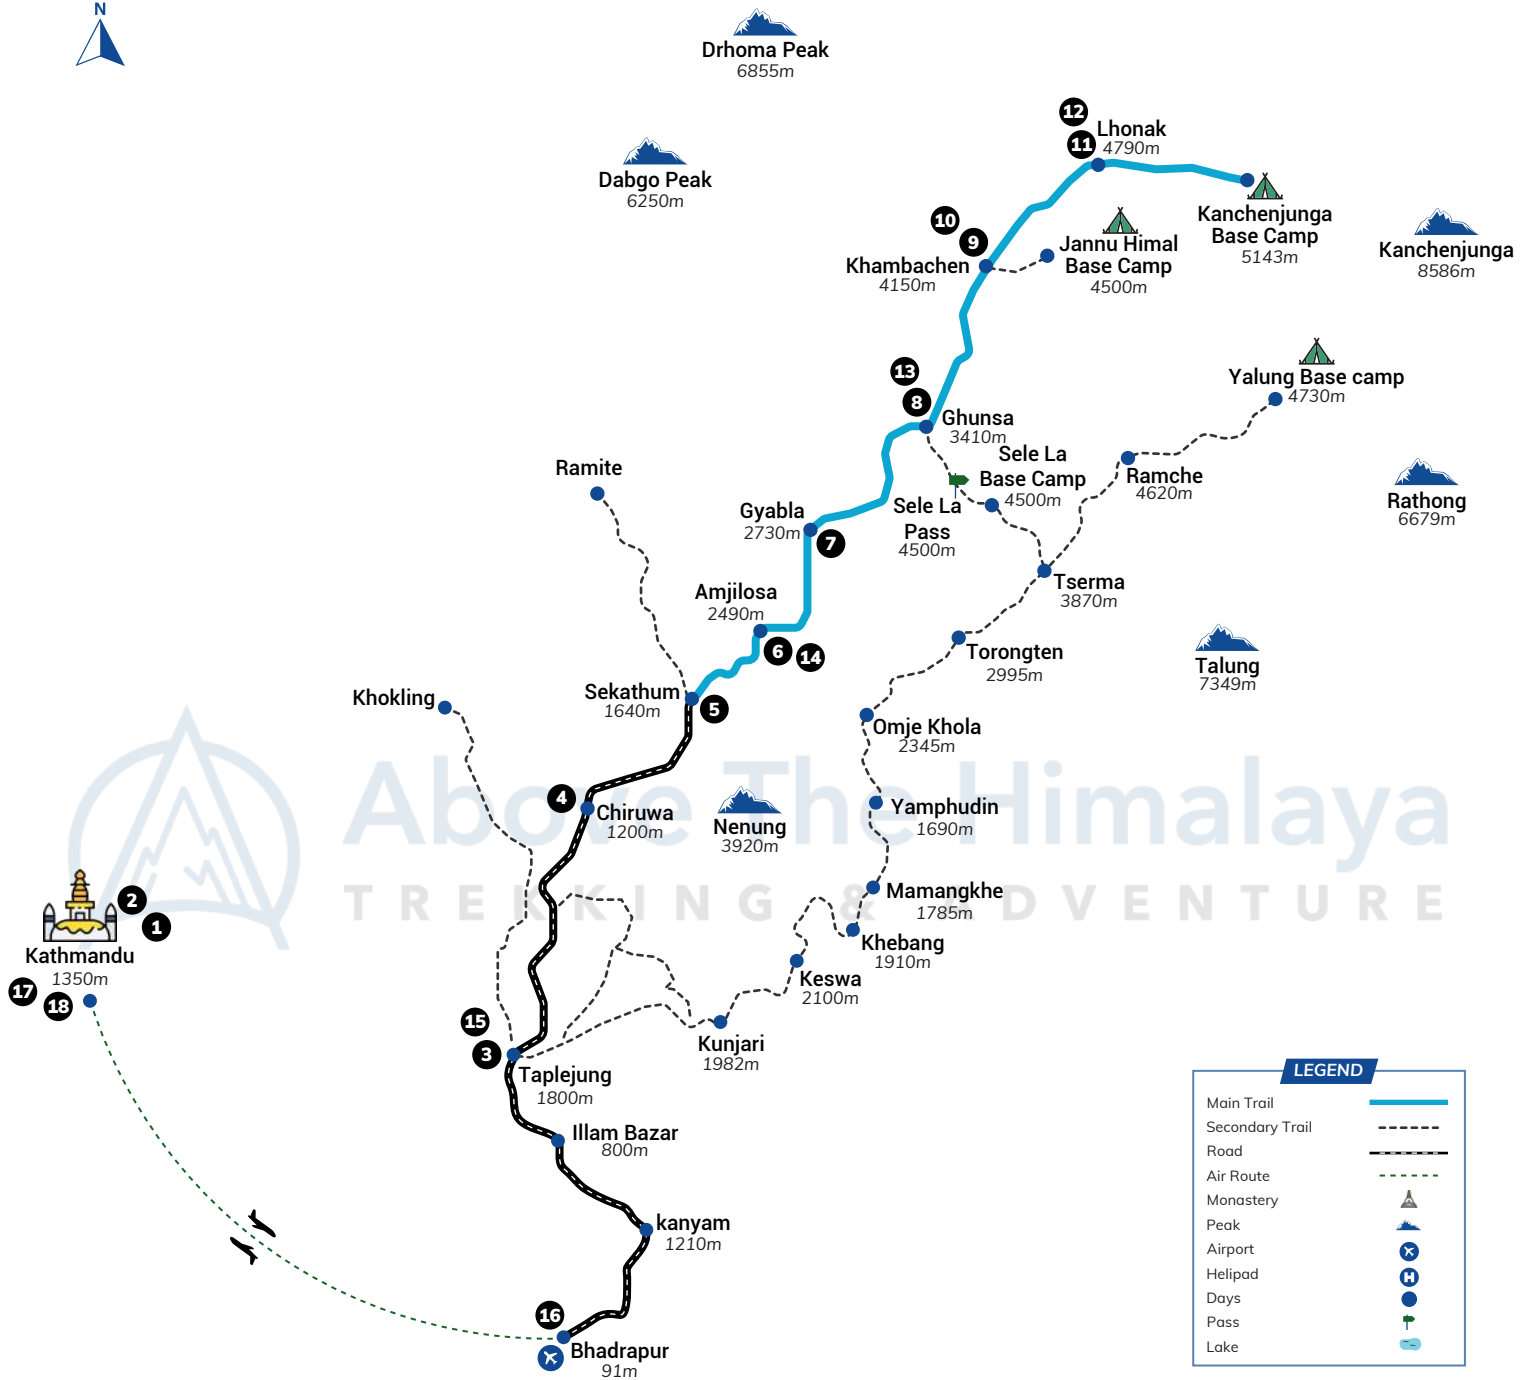 N
Drhoma Peak
6855m
Dabgo Peak
6250m
12
Lhonak
11
4790m
Kanchenjunga
Base Camp
5143m
Kanchenjunga
8586m
10
9
Jannu Himal
Base Camp
4500m
Khambachen
4150m
Yalung Base camp
4730m
13
8
Ghunsa
3410m
Sele La
Base Camp
4500m
Sele La
Pass
4500m
Ramche
4620m
Rathong
6679m
Ramite
Gyabla
2730m
7
Tserma
3870m
Amjilosa
2490m
6
14
Torongten
2995m
Talung
7349m
Sekathum
1640m
5
Khokling
Omje Khola
2345m
Above The Himalaya
TREKKING & ADVENTURE
4
Chiruwa
1200m
Nenung
3920m
Yamphudin
1690m
Mamangkhe
1785m
2
1
Kathmandu
1350m
17
18
Khebang
1910m
Keswa
2100m
15
3
Kunjari
1982m
Taplejung
1800m
Illam Bazar
800m
kanyam
1210m
16
Bhadrapur
91m
LEGEND
Main Trail
Secondary Trail
Road
Air Route
Monastery
Peak
Airport
Helipad
H
Days
Pass
Lake